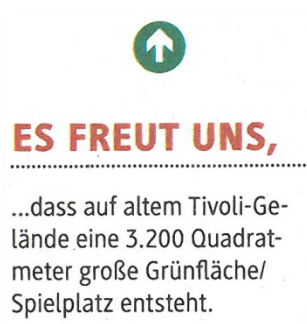 ES FREUT UNS,
...dass auf altem Tivoli-Ge-
lände eine 3.200 Quadrat-
meter große Grünfläche/
Spielplatz entsteht.